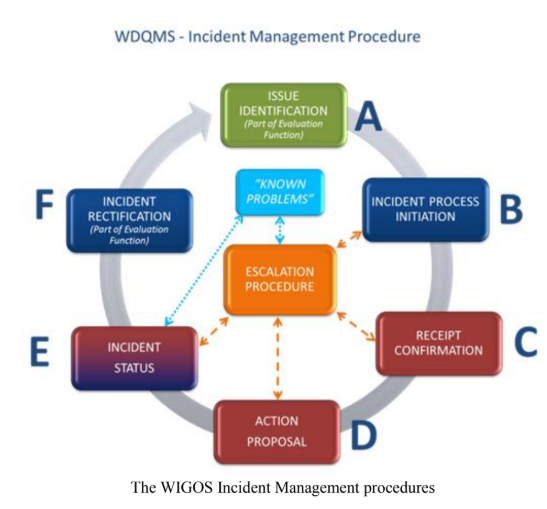 WDQMS - Incident Management Procedure
ISSUE
IDENTIFICATION
(Part of Evaluation
Function)
A
"KNOWN
PROBLEMS"
F
INCIDENT
RECTIFICATION
(Part of Evaluation
Function)
INCIDENT PROCESS
INITIATION
B
ESCALATION
PROCEDURE
E
INCIDENT
STATUS
RECEIPT
CONFIRMATION
C
ACTION
PROPOSAL
D
The WIGOS Incident Management procedures